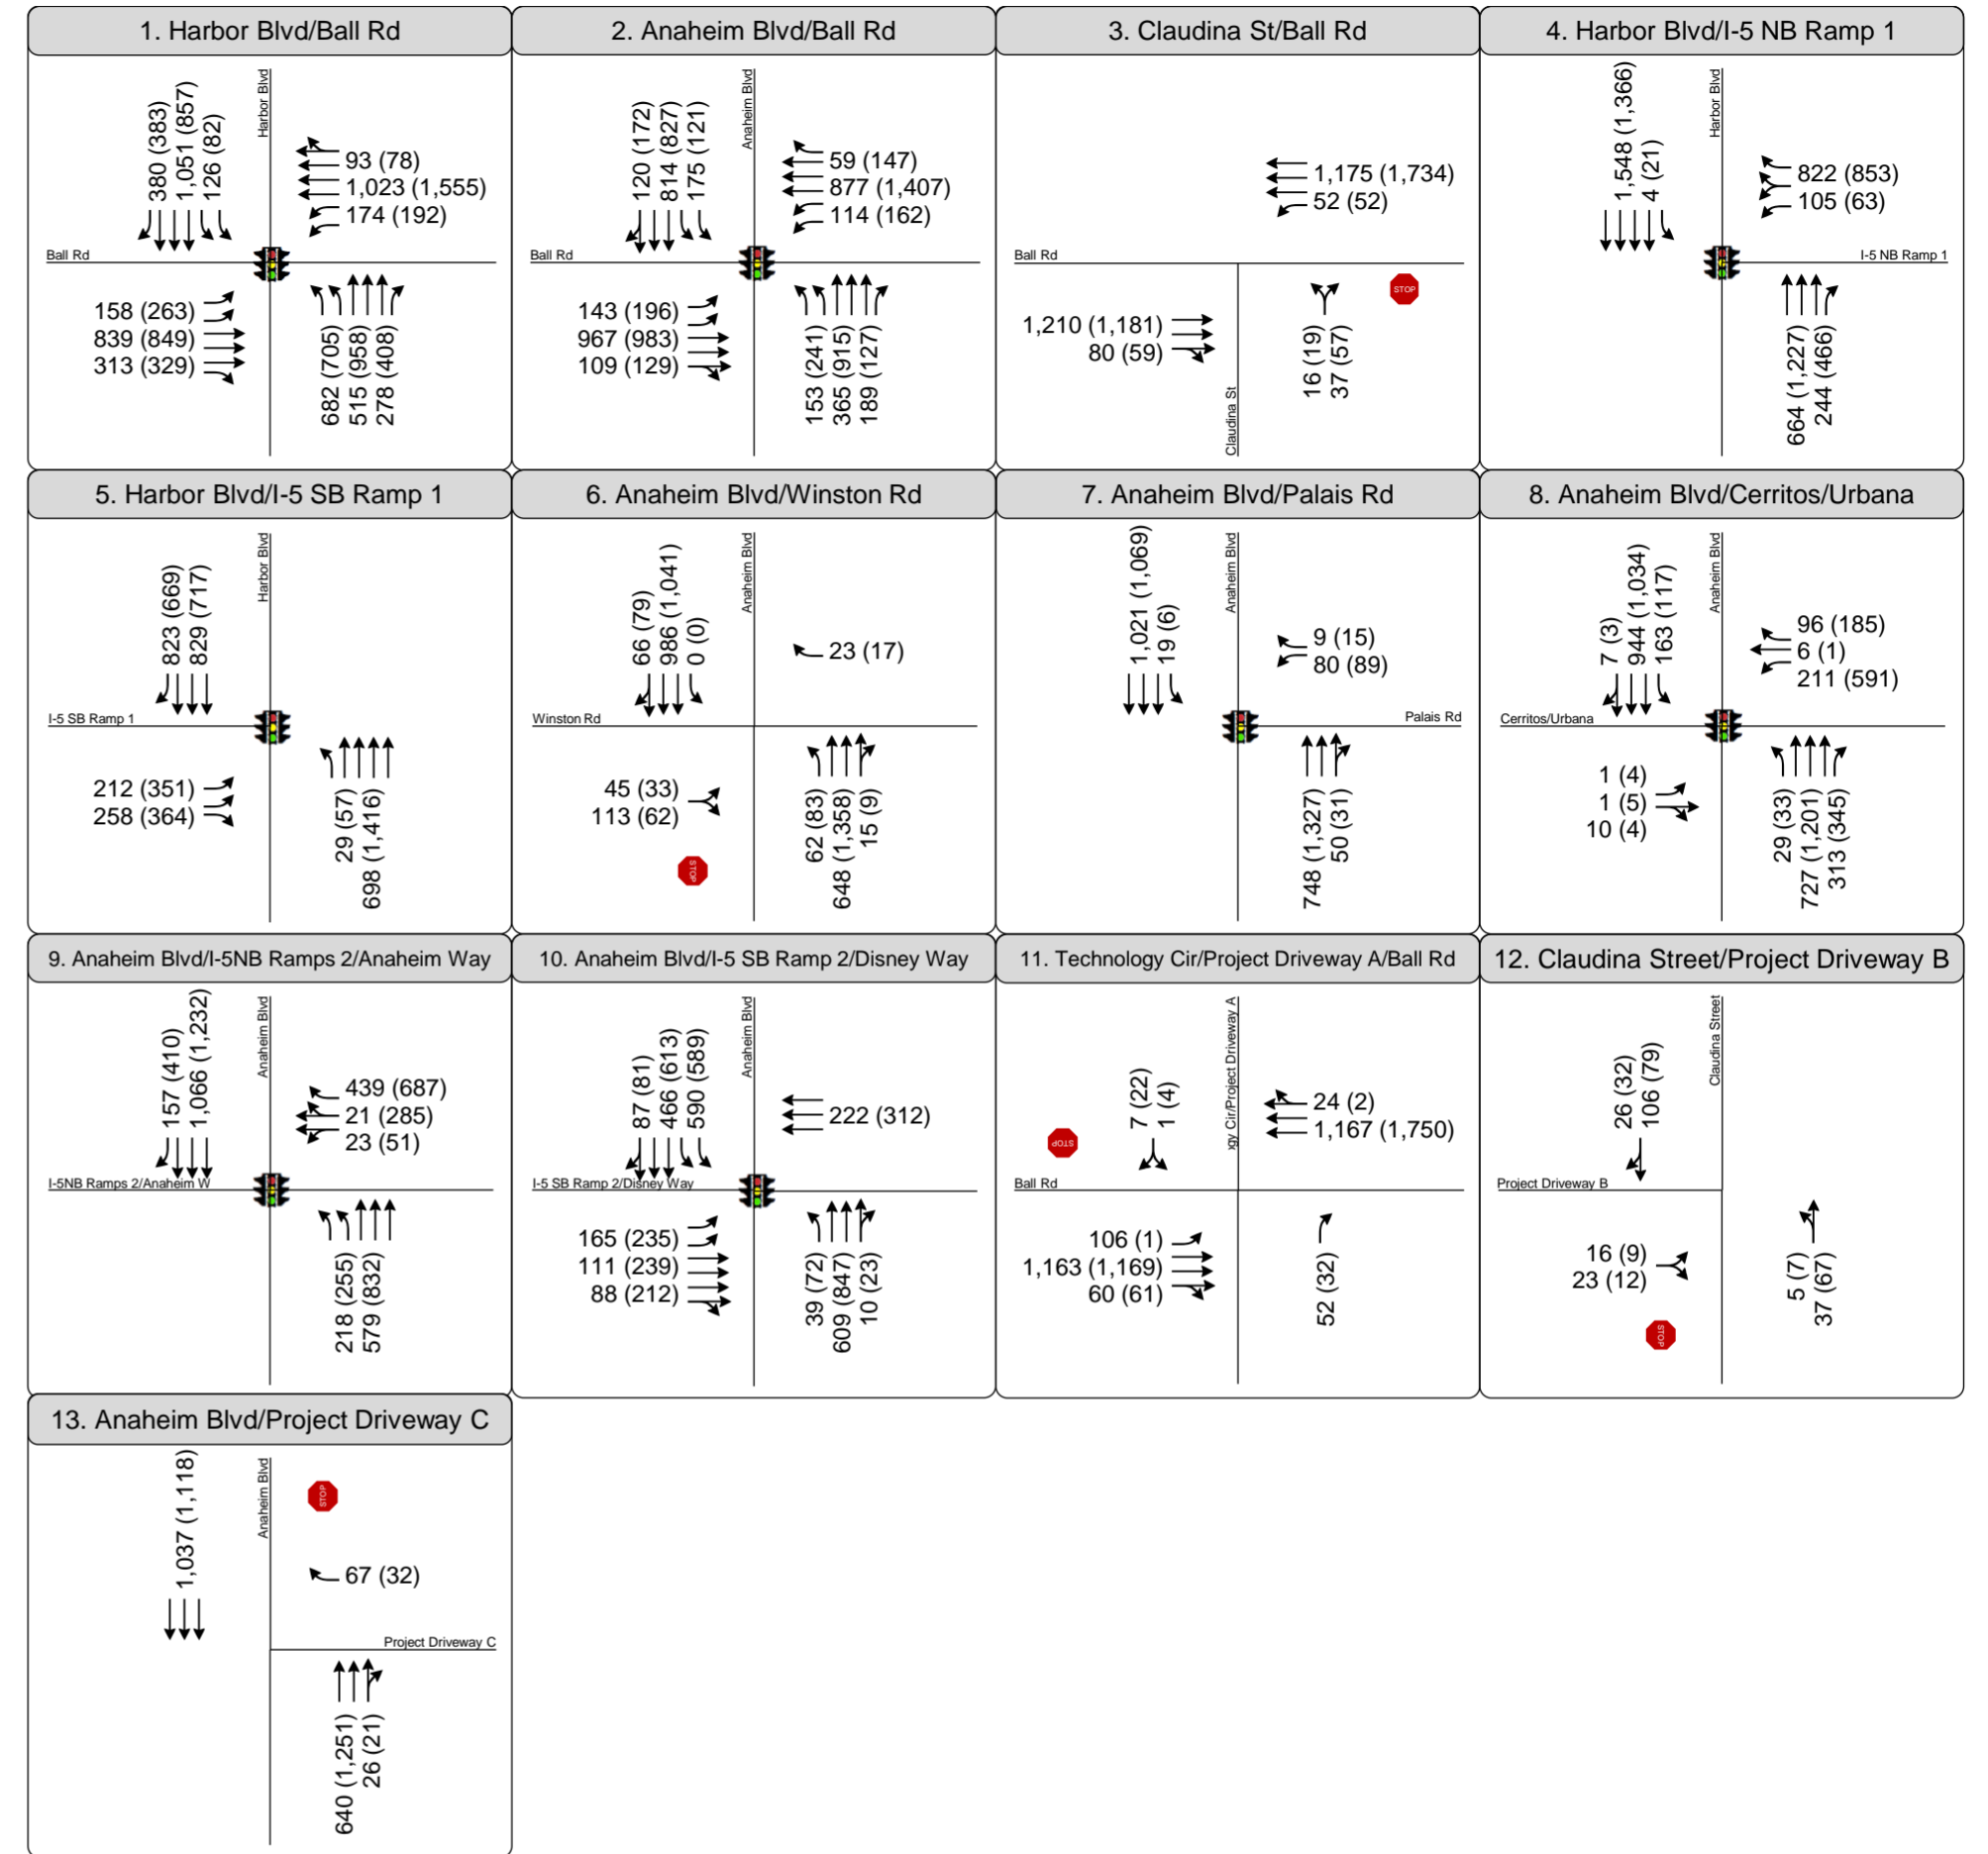 1. Harbor Blvd/Ball Rd
380 (383)
1,051 (857)
126 (82)
Harbor Blvd
93 (78)
1,023 (1,555)
174 (192)
Ball Rd
158 (263)
839 (849)
313 (329)
682 (705)
515 (958)
278 (408)
2. Anaheim Blvd/Ball Rd
120 (172)
814 (827)
175 (121)
Anaheim Blvd
59 (147)
877 (1,407)
114 (162)
Ball Rd
143 (196)
967 (983)
109 (129)
153 (241)
365 (915)
189 (127)
3. Claudina St/Ball Rd
1,175 (1,734)
52 (52)
Ball Rd
STOP
1,210 (1,181)
80 (59)
Claudina St
16 (19)
37 (57)
4. Harbor Blvd/I-5 NB Ramp 1
1,548 (1,366)
4 (21)
Harbor Blvd
822 (853)
105 (63)
I-5 NB Ramp 1
664 (1,227)
244 (466)
5. Harbor Blvd/I-5 SB Ramp 1
823 (669)
829 (717)
Harbor Blvd
I-5 SB Ramp 1
212 (351)
258 (364)
29 (57)
698 (1,416)
6. Anaheim Blvd/Winston Rd
66 (79)
986 (1,041)
0 (0)
Anaheim Blvd
23 (17)
Winston Rd
45 (33)
113 (62)
STOP
62 (83)
648 (1,358)
15 (9)
7. Anaheim Blvd/Palais Rd
1,021 (1,069)
19 (6)
Anaheim Blvd
9 (15)
80 (89)
Palais Rd
748 (1,327)
50 (31)
8. Anaheim Blvd/Cerritos/Urbana
7 (3)
944 (1,034)
163 (117)
Anaheim Blvd
96 (185)
6 (1)
211 (591)
Cerritos/Urbana
1 (4)
1 (5)
10 (4)
29 (33)
727 (1,201)
313 (345)
9. Anaheim Blvd/I-5NB Ramps 2/Anaheim Way
157 (410)
1,066 (1,232)
Anaheim Blvd
439 (687)
21 (285)
23 (51)
I-5NB Ramps 2/Anaheim W
218 (255)
579 (832)
10. Anaheim Blvd/I-5 SB Ramp 2/Disney Way
87 (81)
466 (613)
590 (589)
Anaheim Blvd
222 (312)
I-5 SB Ramp 2/Disney Way
165 (235)
111 (239)
88 (212)
39 (72)
609 (847)
10 (23)
11. Technology Cir/Project Driveway A/Ball Rd
STOP
7 (22)
1 (4)
gy Cir/Project Driveway A
24 (2)
1,167 (1,750)
Ball Rd
106 (1)
1,163 (1,169)
60 (61)
52 (32)
12. Claudina Street/Project Driveway B
26 (32)
106 (79)
Claudina Street
Project Driveway B
16 (9)
23 (12)
STOP
5 (7)
37 (67)
13. Anaheim Blvd/Project Driveway C
1,037 (1,118)
Anaheim Blvd
STOP
67 (32)
Project Driveway C
640 (1,251)
26 (21)